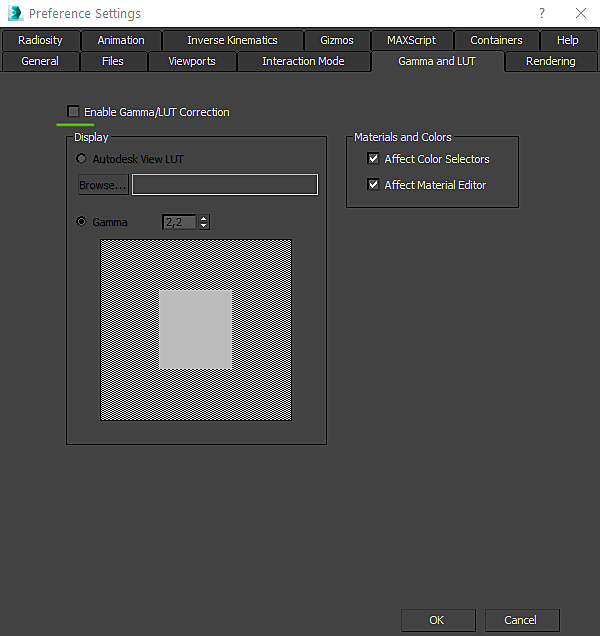 Preference Settings
?
Radiosity Animation Inverse Kinematics Gizmos MAXScript Containers Help
General Files Viewports Interaction Mode Gamma and LUT Rendering
Enable Gamma/LUT Correction
Display
Materials and Colors
Autodesk View LUT
Affect Color Selectors
Browse...
Affect Material Editor
Gamma 2,2
OK Cancel